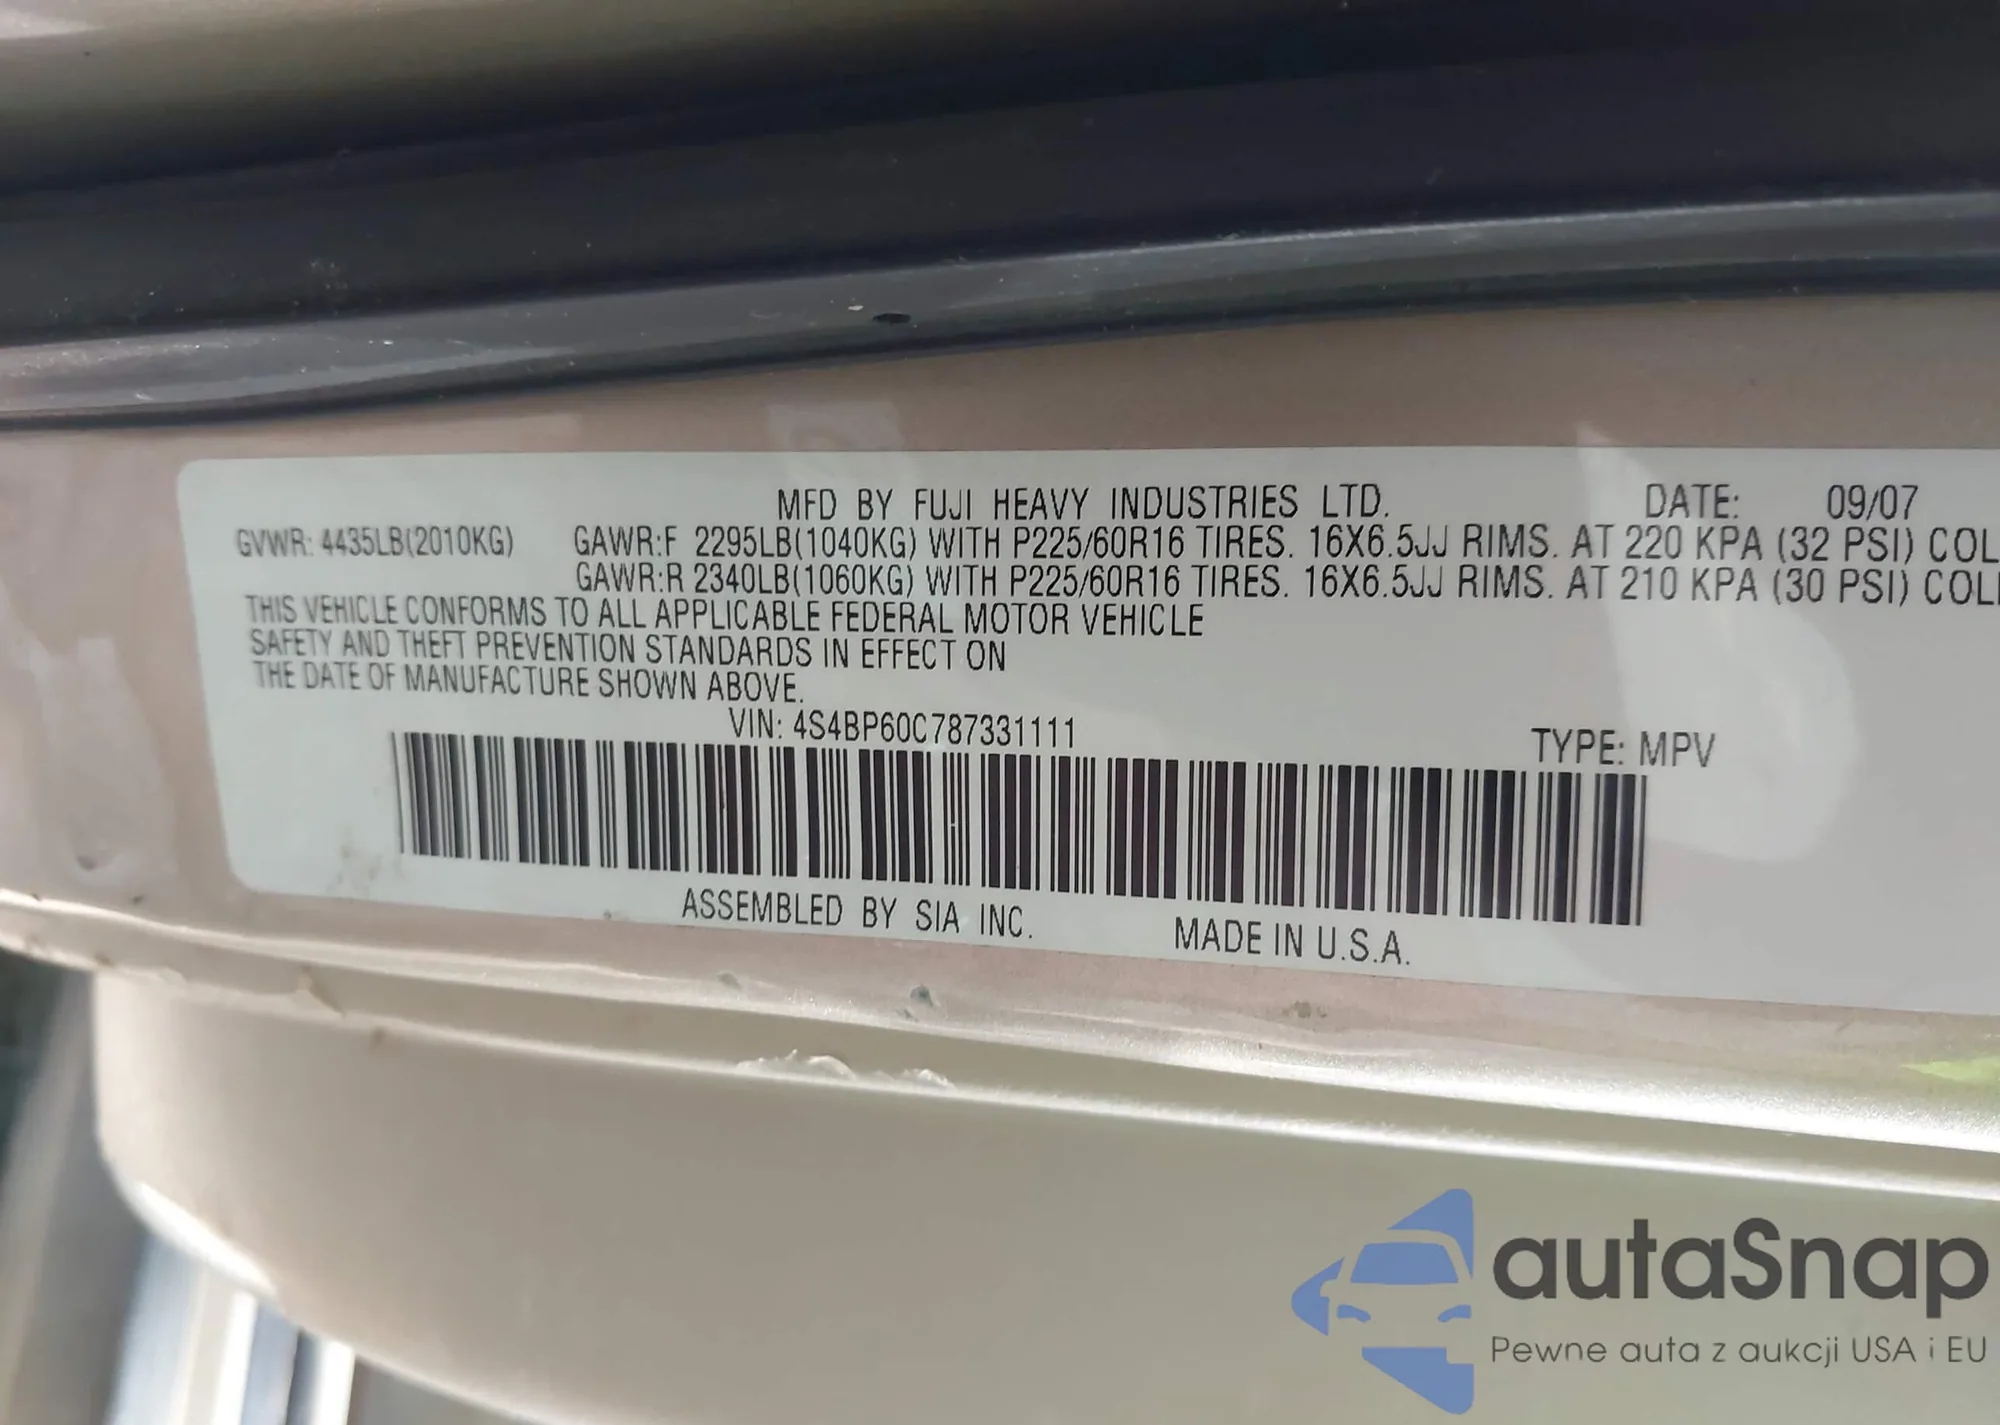 MFD BY FUJI HEAVY INDUSTRIES LTD. DATE: 09/07
GVWR: 4435LB(2010KG) GAWR:F 2295LB(1040KG) WITH P225/60R16 TIRES. 16X6.5JJ RIMS. AT 220 KPA (32 PSI) COL
GAWR:R 2340LB(1060KG) WITH P225/60R16 TIRES. 16X6.5JJ RIMS. AT 210 KPA (30 PSI) COL
THIS VEHICLE CONFORMS TO ALL APPLICABLE FEDERAL MOTOR VEHICLE
SAFETY AND THEFT PREVENTION STANDARDS IN EFFECT ON
THE DATE OF MANUFACTURE SHOWN ABOVE.
VIN: 4S4BP60C787331111
TYPE: MPV
ASSEMBLED BY SIA INC. MADE IN U.S.A.
autaSnap
Pewne auta z aukcji USA i EU